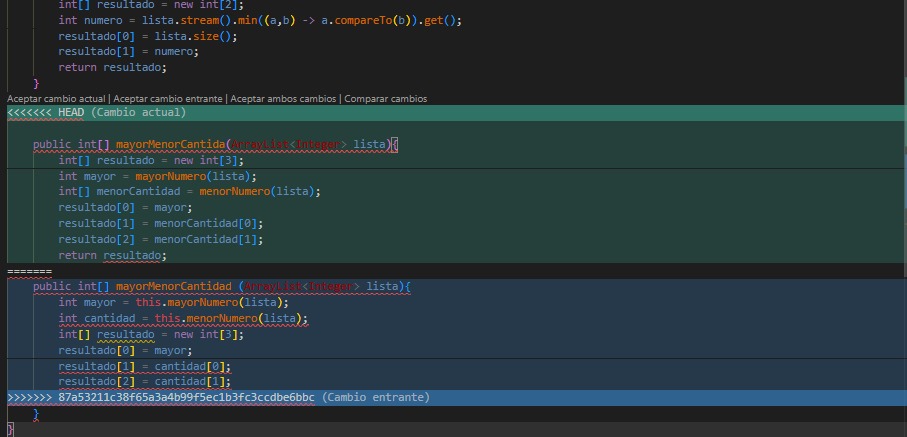 int[] resultado = new int[2];
int numero = lista.stream().min((a,b) -> a.compareTo(b)).get();
resultado[0] = lista.size();
resultado[1] = numero;
return resultado;
}
Aceptar cambio actual | Aceptar cambio entrante | Aceptar ambos cambios | Comparar cambios
<<<<<<< HEAD (Cambio actual)
public int[] mayorMenorCantida(ArrayList<Integer> lista){
int[] resultado = new int[3];
int mayor = mayorNumero(lista);
int[] menorCantidad = menorNumero(lista);
resultado[0] = mayor;
resultado[1] = menorCantidad[0];
resultado[2] = menorCantidad[1];
return resultado;
=======
public int[] mayorMenorCantidad (ArrayList<Integer> lista){
int mayor = this.mayorNumero(lista);
int cantidad = this.menorNumero(lista);
int[] resultado = new int[3];
resultado[0] = mayor;
resultado[1] = cantidad[0];
resultado[2] = cantidad[1];
>>>>>>> 87a53211c38f65a3a4b99f5ec1b3fc3ccdbe6bbc (Cambio entrante)
}
}